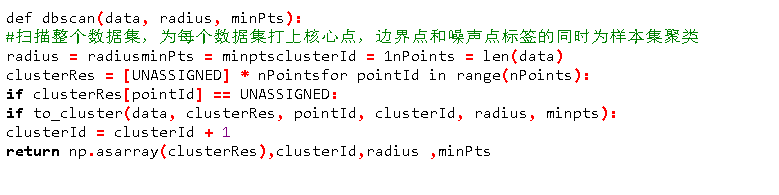 def dbscan(data, radius, minPts):
#扫描整个数据集，为每个数据集打上核心点，边界点和噪声点标签的同时为样本集聚类
radius = radiusminPts = minptsclusterId = 1nPoints = len(data)
clusterRes = [UNASSIGNED] * nPointsfor pointId in range(nPoints):
if clusterRes[pointId] == UNASSIGNED:
if to_cluster(data, clusterRes, pointId, clusterId, radius, minpts):
clusterId = clusterId + 1
return np.asarray(clusterRes),clusterId,radius ,minPts